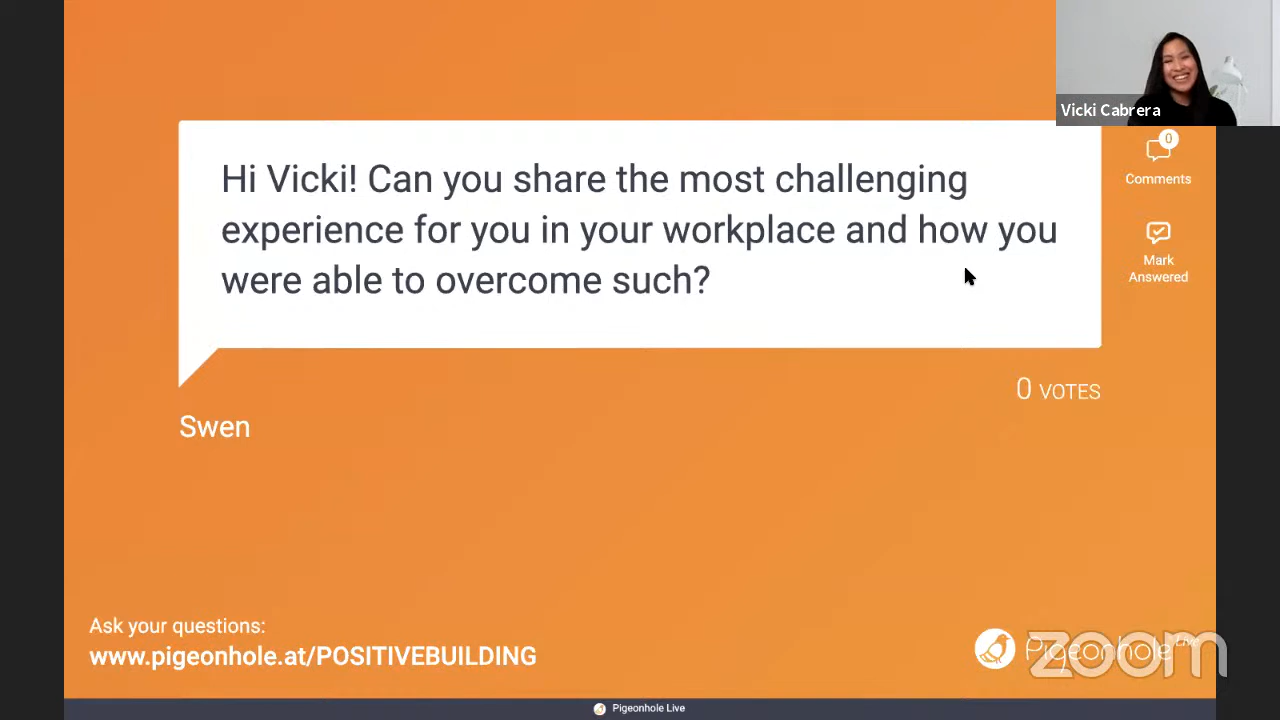 Vicki Cabrera
0
Comments
Hi Vicki! Can you share the most challenging
experience for you in your workplace and how you
were able to overcome such?
Mark
Answered
0 VOTES
Swen
Ask your questions:
www.pigeonhole.at/POSITIVEBUILDING
Pigeonhole Live
zoom
Pigeonhole Live